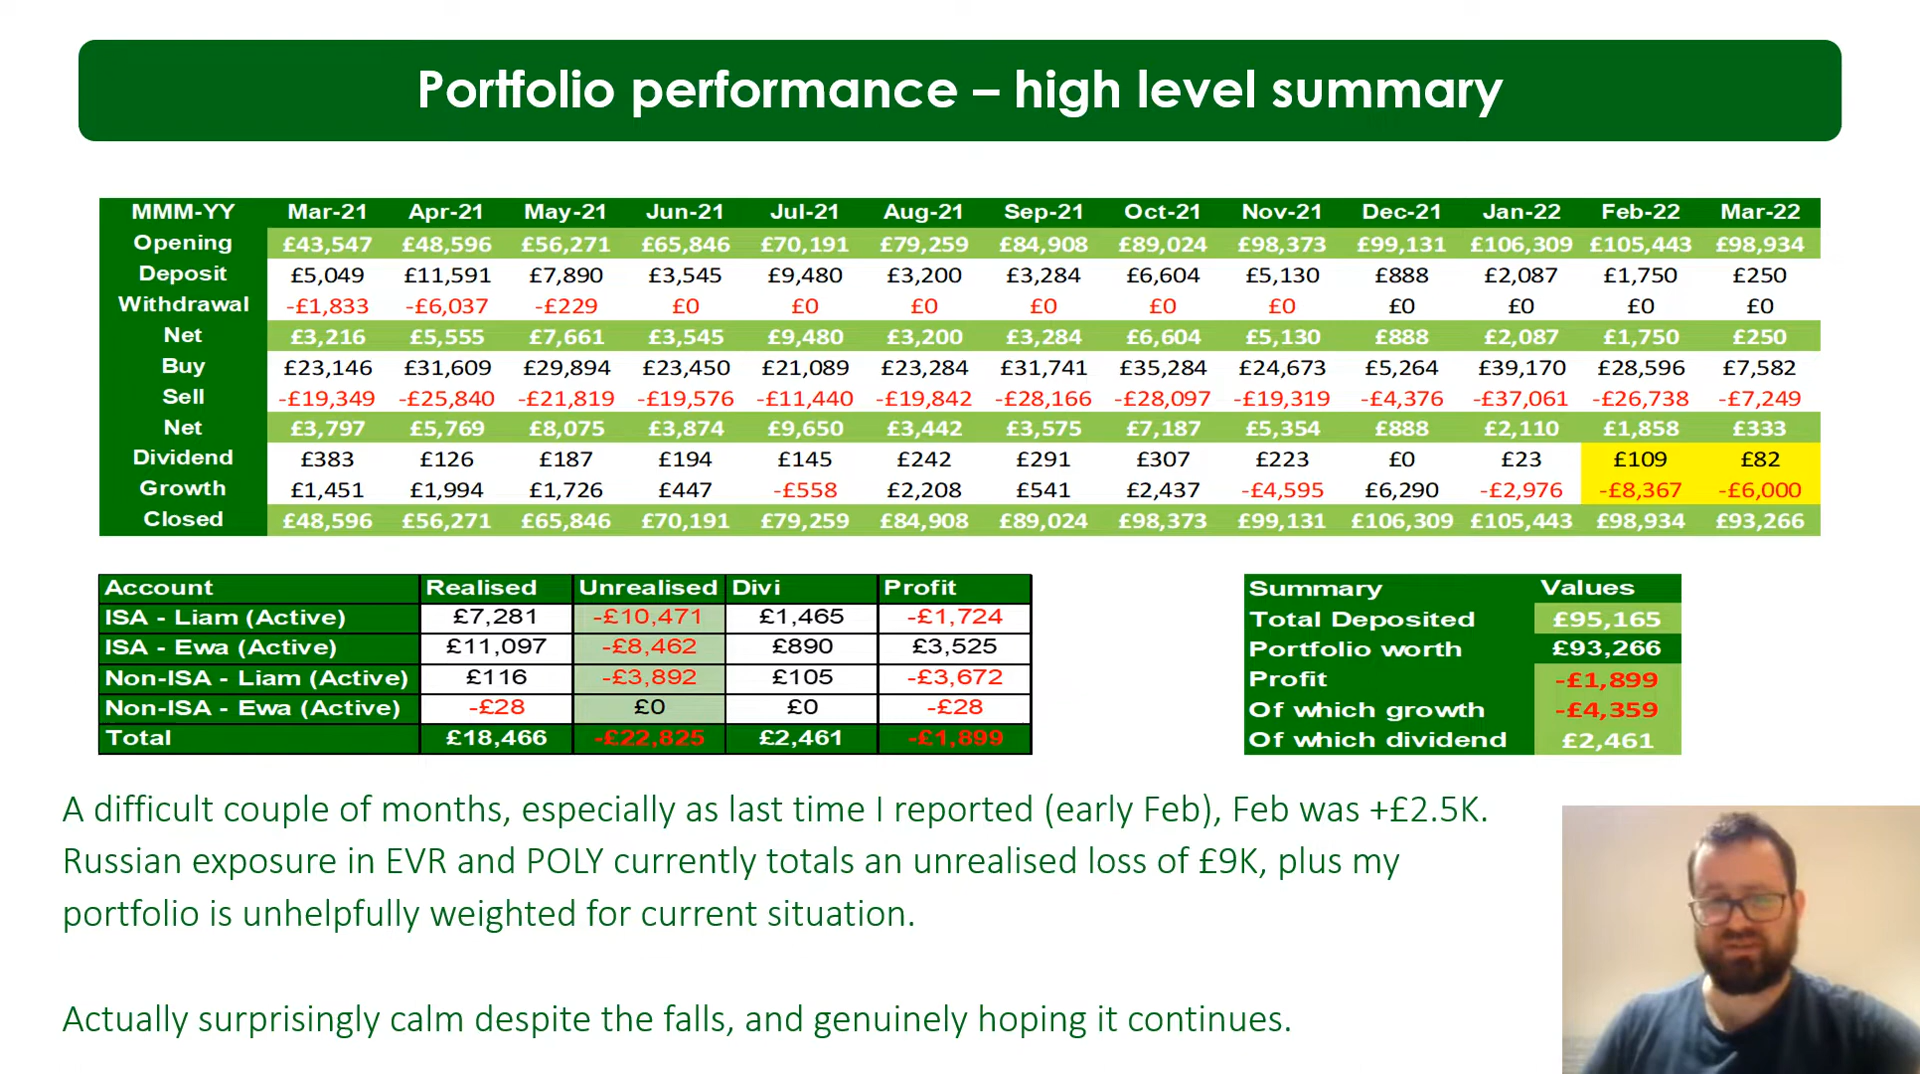 Portfolio performance – high level summary
MMM-YY Mar-21 Apr-21 May-21 Jun-21 Jul-21 Aug-21 Sep-21 Oct-21 Nov-21 Dec-21 Jan-22 Feb-22 Mar-22
Opening £43,547 £48,596 £56,271 £65,846 £70,191 £79,259 £84,908 £89,024 £98,373 £99,131 £106,309 £105,443 £98,934
Deposit £5,049 £11,591 £7,890 £3,545 £9,480 £3,200 £3,284 £6,604 £5,130 £888 £2,087 £1,750 £250
Withdrawal -£1,833 -£6,037 -£229 £0 £0 £0 £0 £0 £0 £0 £0 £0 £0
Net £3,216 £5,555 £7,661 £3,545 £9,480 £3,200 £3,284 £6,604 £5,130 £888 £2,087 £1,750 £250
Buy £23,146 £31,609 £29,894 £23,450 £21,089 £23,284 £31,741 £35,284 £24,673 £5,264 £39,170 £28,596 £7,582
Sell -£19,349 -£25,840 -£21,819 -£19,576 -£11,440 -£19,842 -£28,166 -£28,097 -£19,319 -£4,376 -£37,061 -£26,738 -£7,249
Net £3,797 £5,769 £8,075 £3,874 £9,650 £3,442 £3,575 £7,187 £5,354 £888 £2,110 £1,858 £333
Dividend £383 £126 £187 £194 £145 £242 £291 £307 £223 £0 £23 £109 £82
Growth £1,451 £1,994 £1,726 £447 -£558 £2,208 £541 £2,437 -£4,595 £6,290 -£2,976 -£8,367 -£6,000
Closed £48,596 £56,271 £65,846 £70,191 £79,259 £84,908 £89,024 £98,373 £99,131 £106,309 £105,443 £98,934 £93,266
Account Realised Unrealised Divi Profit
ISA - Liam (Active) £7,281 -£10,471 £1,465 -£1,724
ISA - Ewa (Active) £11,097 -£8,462 £890 £3,525
Non-ISA - Liam (Active) £116 -£3,892 £105 -£3,672
Non-ISA - Ewa (Active) -£28 £0 £0 -£28
Total £18,466 -£22,825 £2,461 -£1,899
Summary Values
Total Deposited £95,165
Portfolio worth £93,266
Profit -£1,899
Of which growth -£4,359
Of which dividend £2,461
A difficult couple of months, especially as last time I reported (early Feb), Feb was +£2.5K.
Russian exposure in EVR and POLY currently totals an unrealised loss of £9K, plus my
portfolio is unhelpfully weighted for current situation.
Actually surprisingly calm despite the falls, and genuinely hoping it continues.